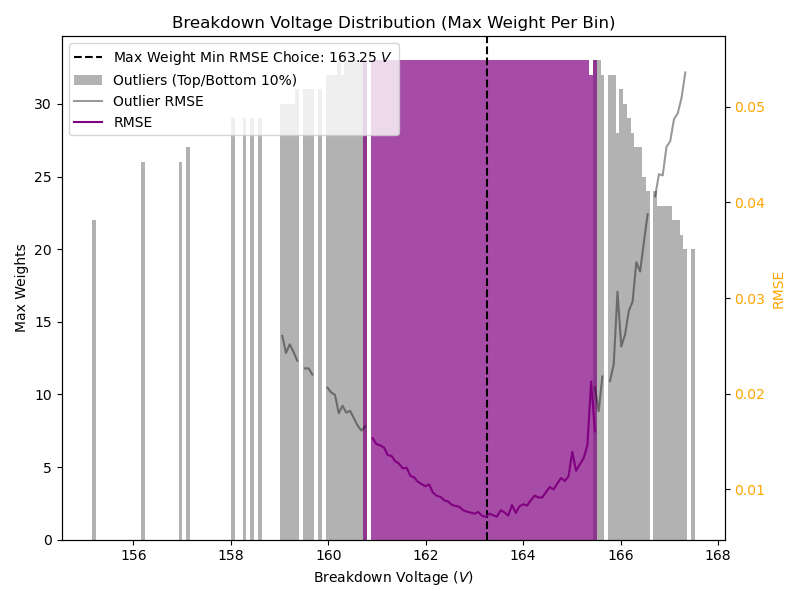 Breakdown Voltage Distribution (Max Weight Per Bin)
Max Weight Min RMSE Choice: 163.25 V
Outliers (Top/Bottom 10%)
Outlier RMSE
RMSE
Max Weights
30
25
20
15
10
5
0
0.05
0.04
0.03
0.02
0.01
RMSE
156 158 160 162 164 166 168
Breakdown Voltage (V)